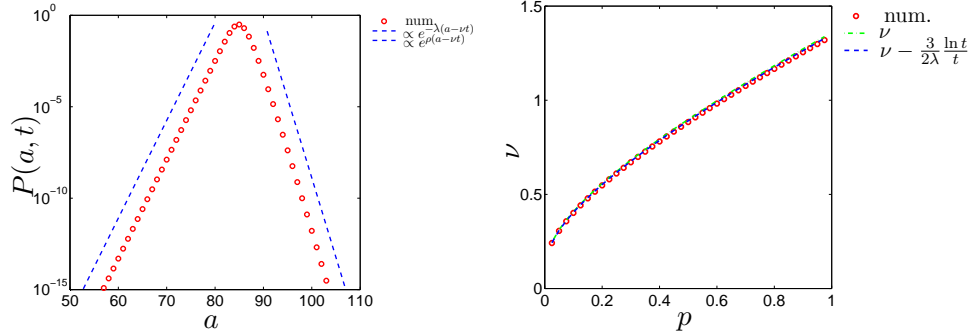 10^0
10^{-5}
10^{-10}
10^{-15}
50 60 70 80 90 100 110
P(a, t)
a
num.
∝ e^{-λ(a-νt)}
∝ e^{ρ(a-νt)}
1.5
1
0.5
0
0 0.2 0.4 0.6 0.8 1
ν
p
num.
ν
ν − \frac{3}{2λ} \frac{ln t}{t}